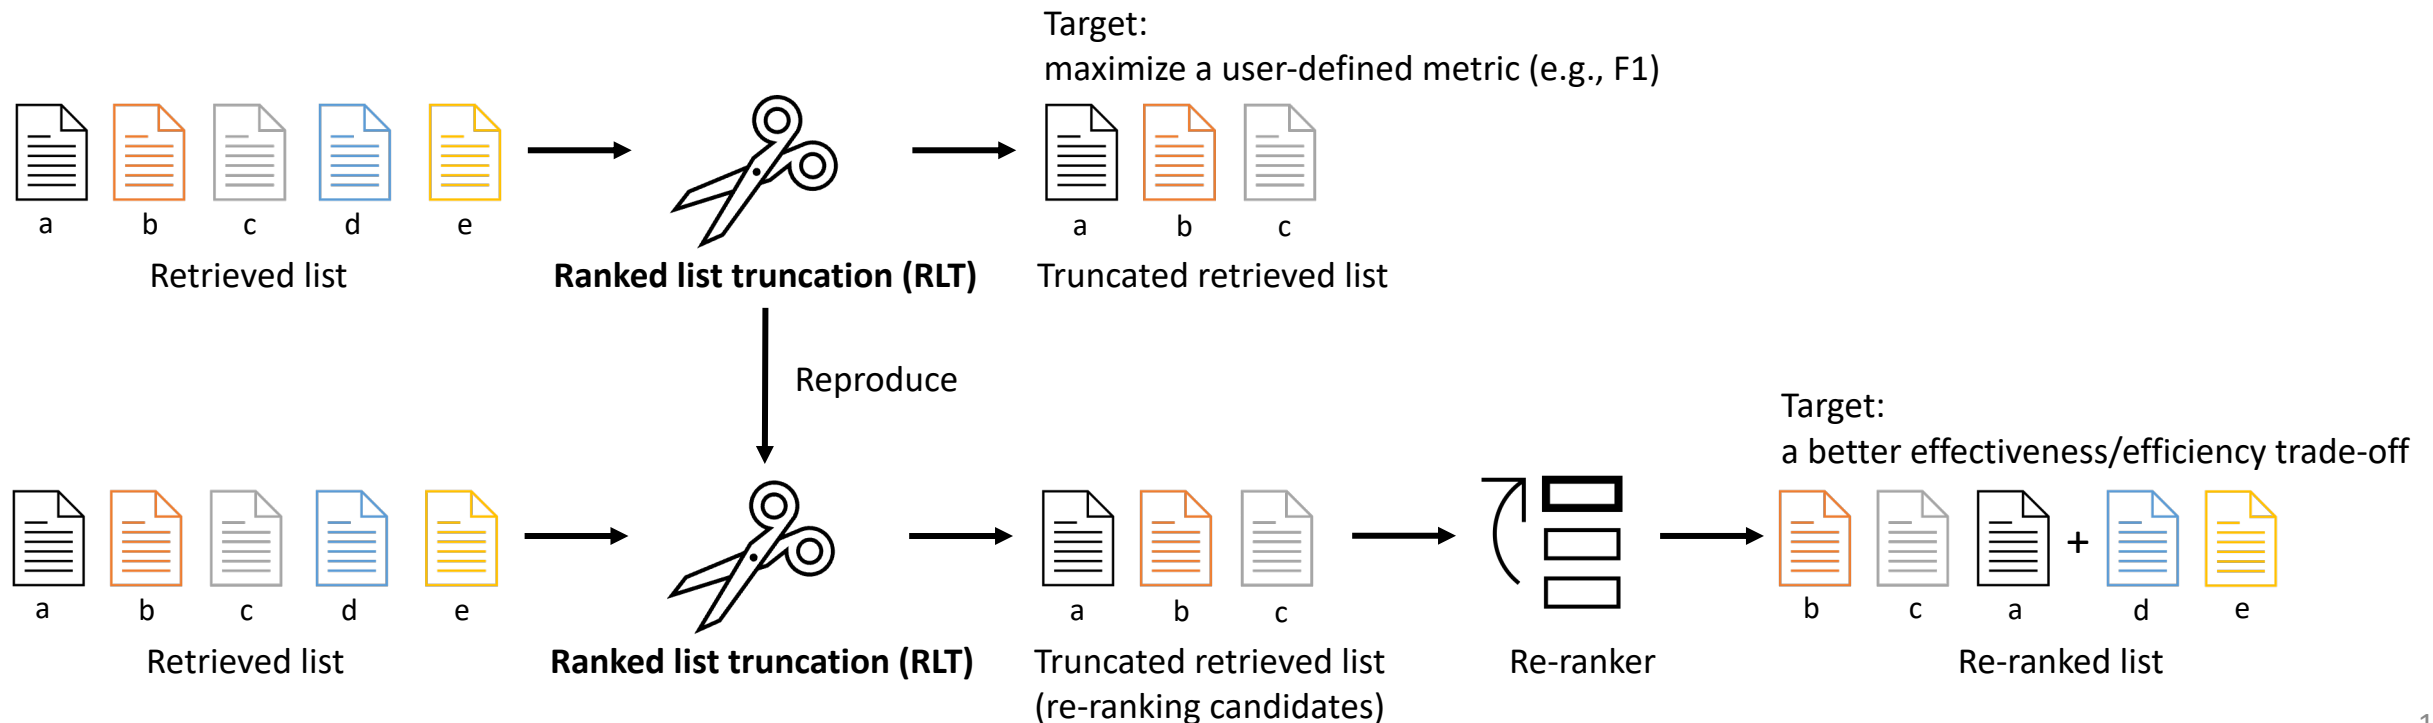 Target:
maximize a user-defined metric (e.g., F1)
a b c d e
a b c
Retrieved list
Ranked list truncation (RLT)
Truncated retrieved list
Reproduce
Target:
a better effectiveness/efficiency trade-off
a b c d e
a b c
b c a + d e
Retrieved list
Ranked list truncation (RLT)
Truncated retrieved list
(re-ranking candidates)
Re-ranker
Re-ranked list
1